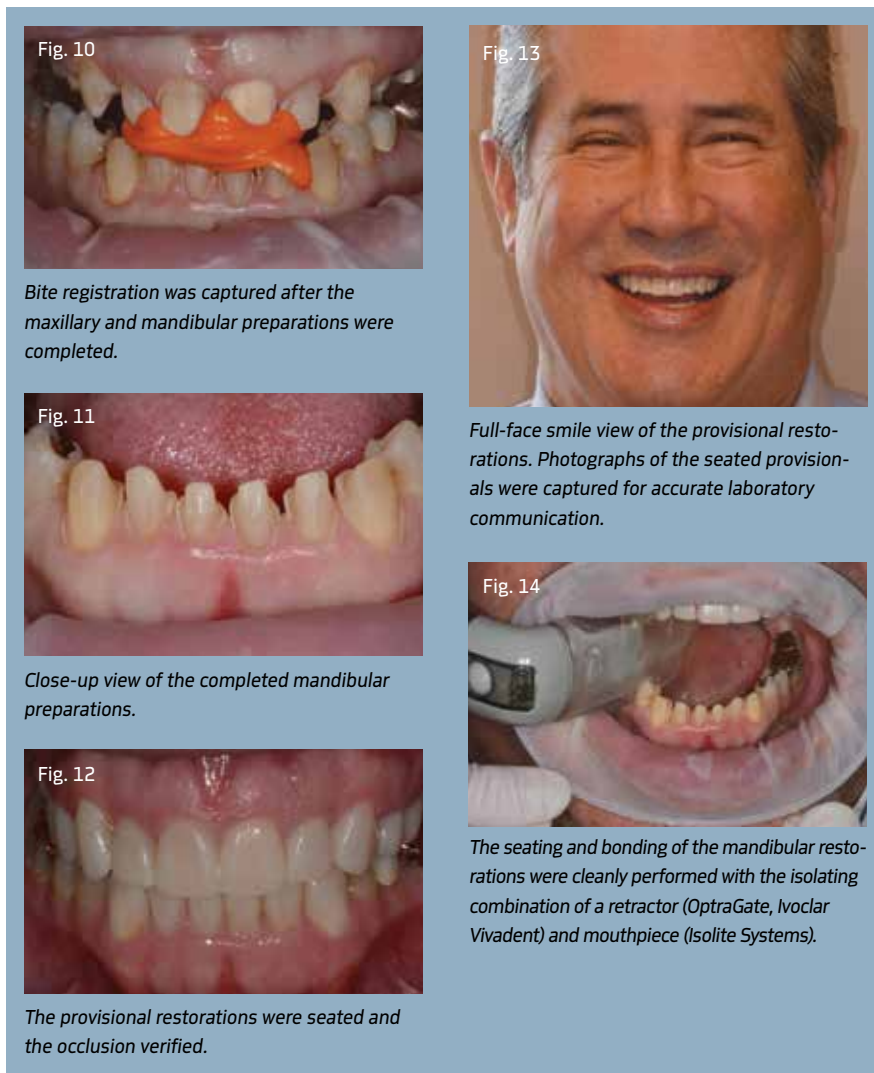 Fig. 10
Bite registration was captured after the
maxillary and mandibular preparations were
completed.
Fig. 11
Close-up view of the completed mandibular
preparations.
Fig. 12
The provisional restorations were seated and
the occlusion verified.
Fig. 13
Full-face smile view of the provisional resto-
rations. Photographs of the seated provision-
als were captured for accurate laboratory
communication.
Fig. 14
The seating and bonding of the mandibular resto-
rations were cleanly performed with the isolating
combination of a retractor (OptraGate, Ivoclar
Vivadent) and mouthpiece (Isolite Systems).